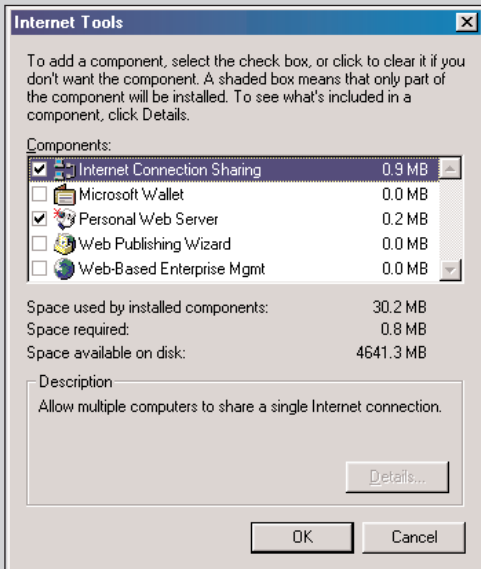 Internet Tools
To add a component, select the check box, or click to clear it if you
don't want the component. A shaded box means that only part of
the component will be installed. To see what's included in a
component, click Details.
Components:
Internet Connection Sharing 0.9 MB
Microsoft Wallet 0.0 MB
Personal Web Server 0.2 MB
Web Publishing Wizard 0.0 MB
Web-Based Enterprise Mgmt 0.0 MB
Space used by installed components: 30.2 MB
Space required: 0.8 MB
Space available on disk: 4641.3 MB
Description
Allow multiple computers to share a single Internet connection.
Details...
OK Cancel